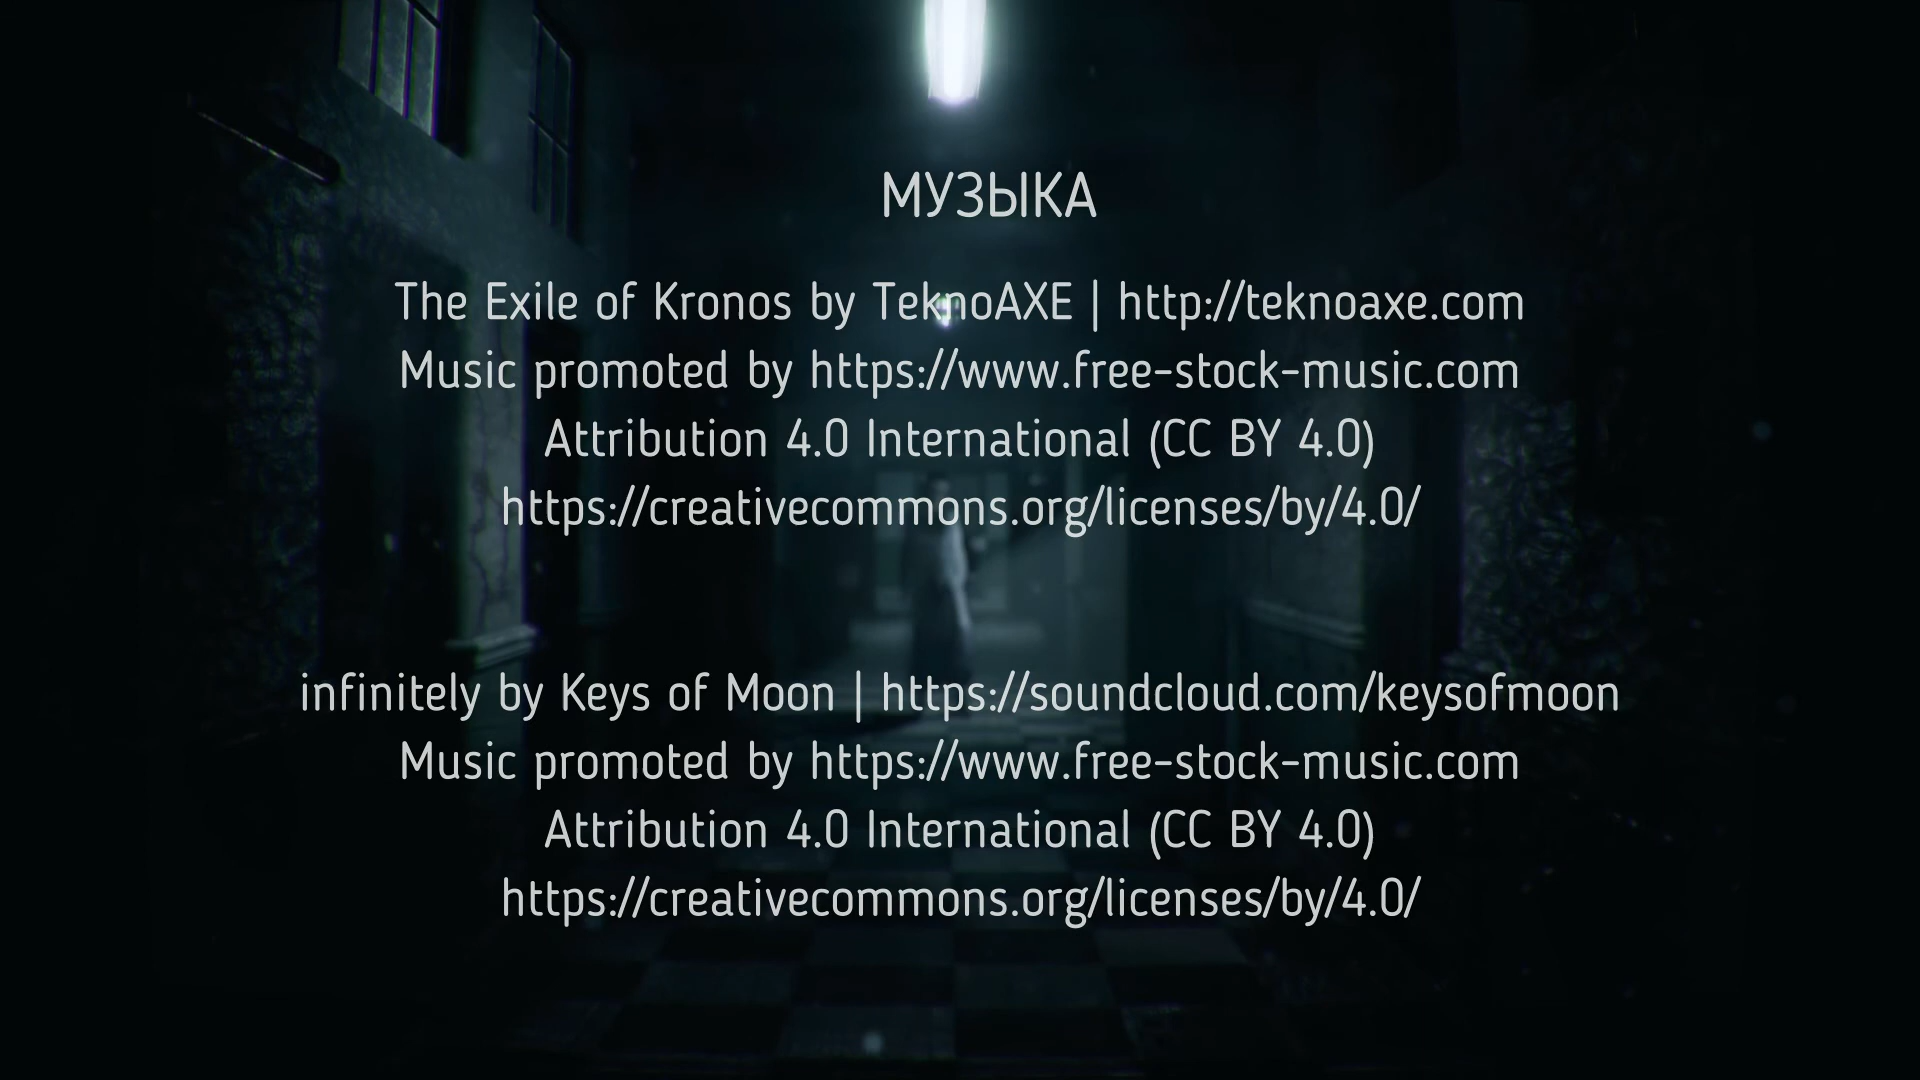 МУЗЫКА
The Exile of Kronos by TeknoAXE | http://teknoaxe.com
Music promoted by https://www.free-stock-music.com
Attribution 4.0 International (CC BY 4.0)
https://creativecommons.org/licenses/by/4.0/
infinitely by Keys of Moon | https://soundcloud.com/keysofmoon
Music promoted by https://www.free-stock-music.com
Attribution 4.0 International (CC BY 4.0)
https://creativecommons.org/licenses/by/4.0/